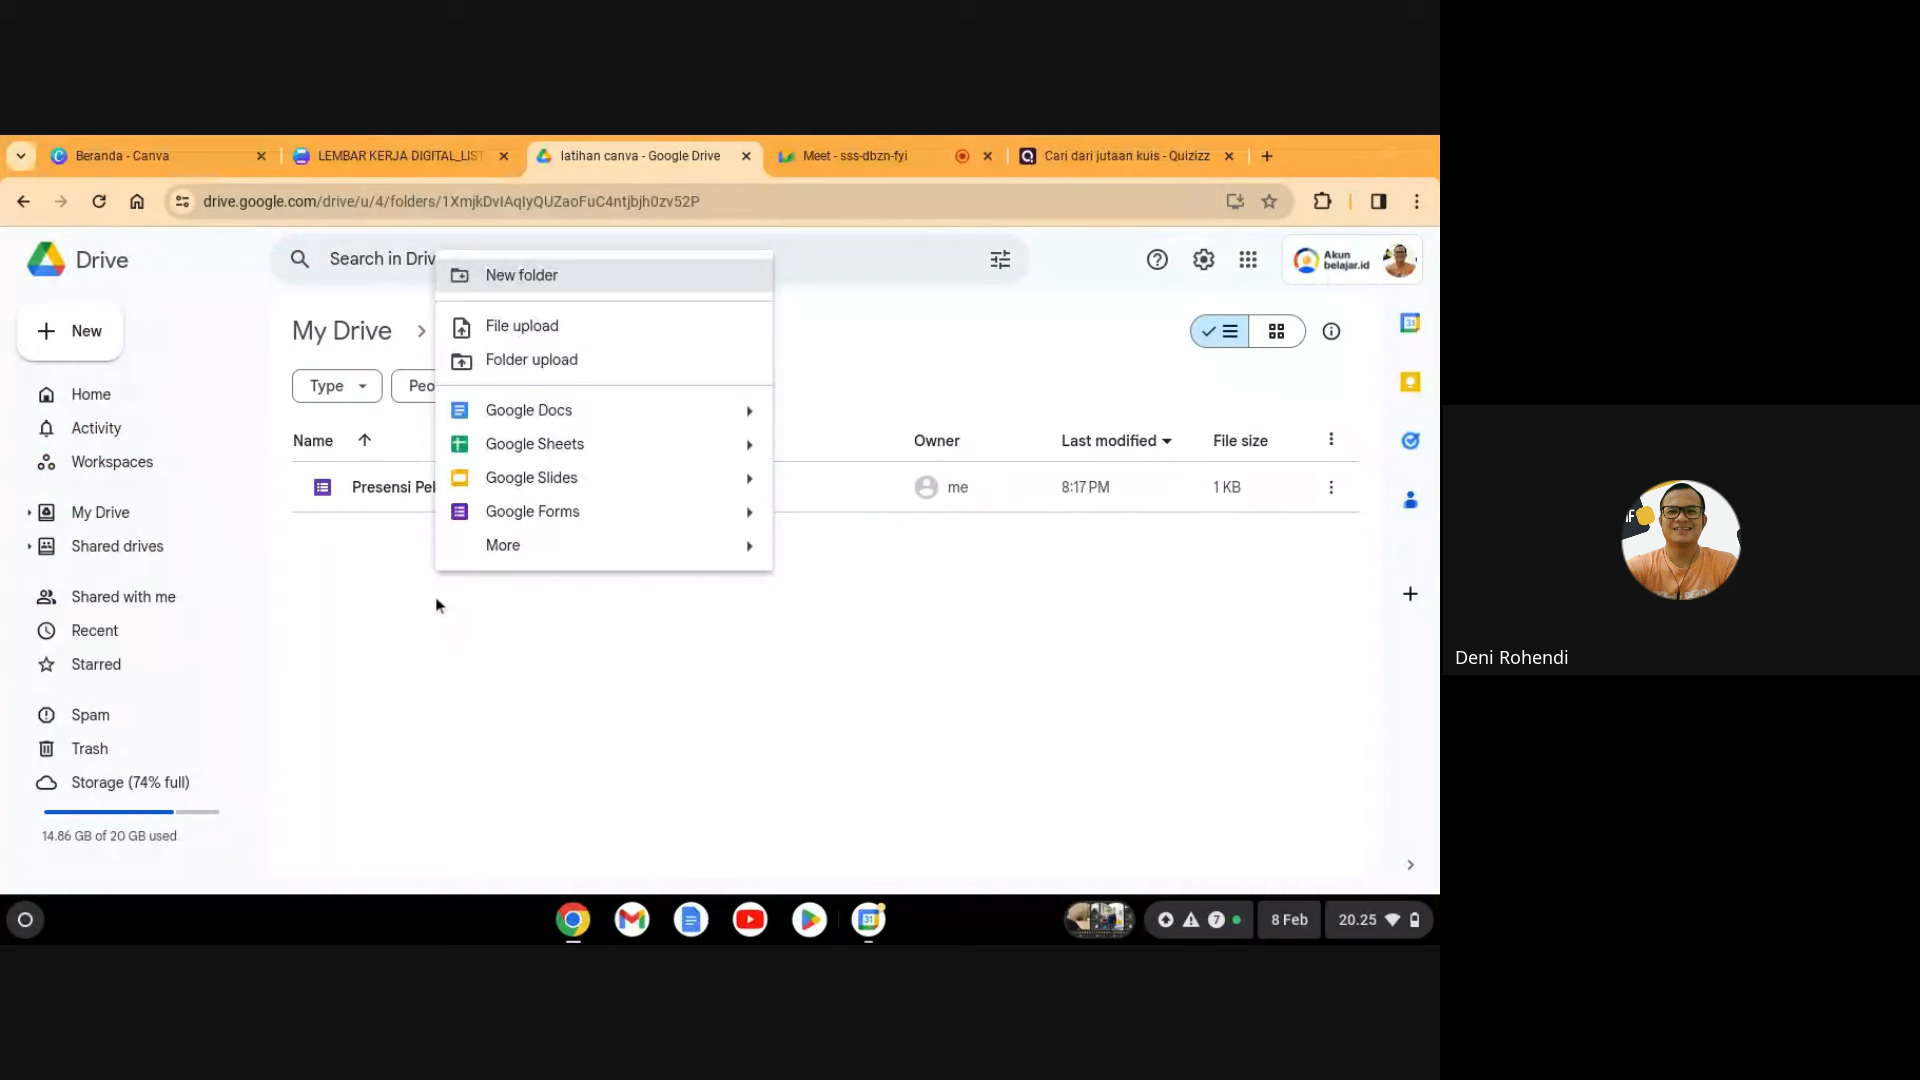 Beranda - Canva
LEMBAR KERJA DIGITAL_LIST
latihan canva - Google Drive
Meet - sss-dbzn-fyi
Cari dari jutaan kuis - Quizizz
drive.google.com/drive/u/4/folders/1XmjkDvIAqIyQUZaoFuC4ntjbjh0zv52P
Drive
Search in Driv
Akun
belajar.id
New
My Drive
New folder
File upload
Folder upload
Google Docs
Google Sheets
Google Slides
Google Forms
More
Type
Peo
Name
Owner
Last modified
File size
Presensi Pel
me
8:17 PM
1 KB
Home
Activity
Workspaces
My Drive
Shared drives
Shared with me
Recent
Starred
Spam
Trash
Storage (74% full)
14.86 GB of 20 GB used
31
31
7
8 Feb
20.25
Deni Rohendi